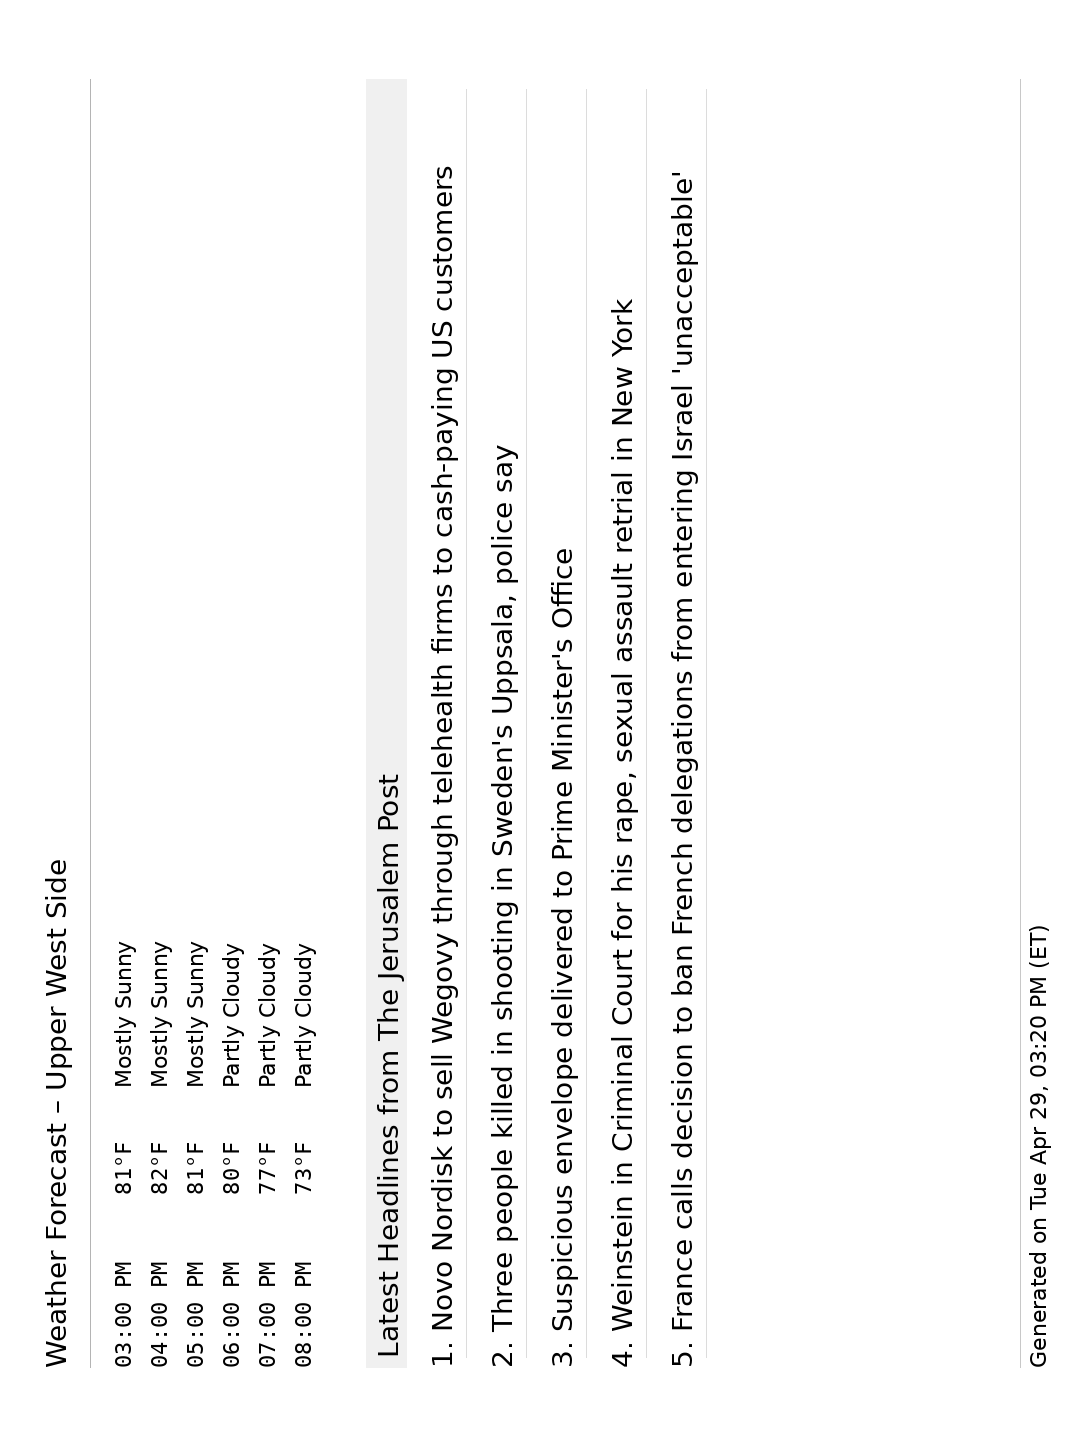 Weather Forecast – Upper West Side
03:00 PM 81°F Mostly Sunny
04:00 PM 82°F Mostly Sunny
05:00 PM 81°F Mostly Sunny
06:00 PM 80°F Partly Cloudy
07:00 PM 77°F Partly Cloudy
08:00 PM 73°F Partly Cloudy
Latest Headlines from The Jerusalem Post
1. Novo Nordisk to sell Wegovy through telehealth firms to cash-paying US customers
2. Three people killed in shooting in Sweden's Uppsala, police say
3. Suspicious envelope delivered to Prime Minister's Office
4. Weinstein in Criminal Court for his rape, sexual assault retrial in New York
5. France calls decision to ban French delegations from entering Israel 'unacceptable'
Generated on Tue Apr 29, 03:20 PM (ET)